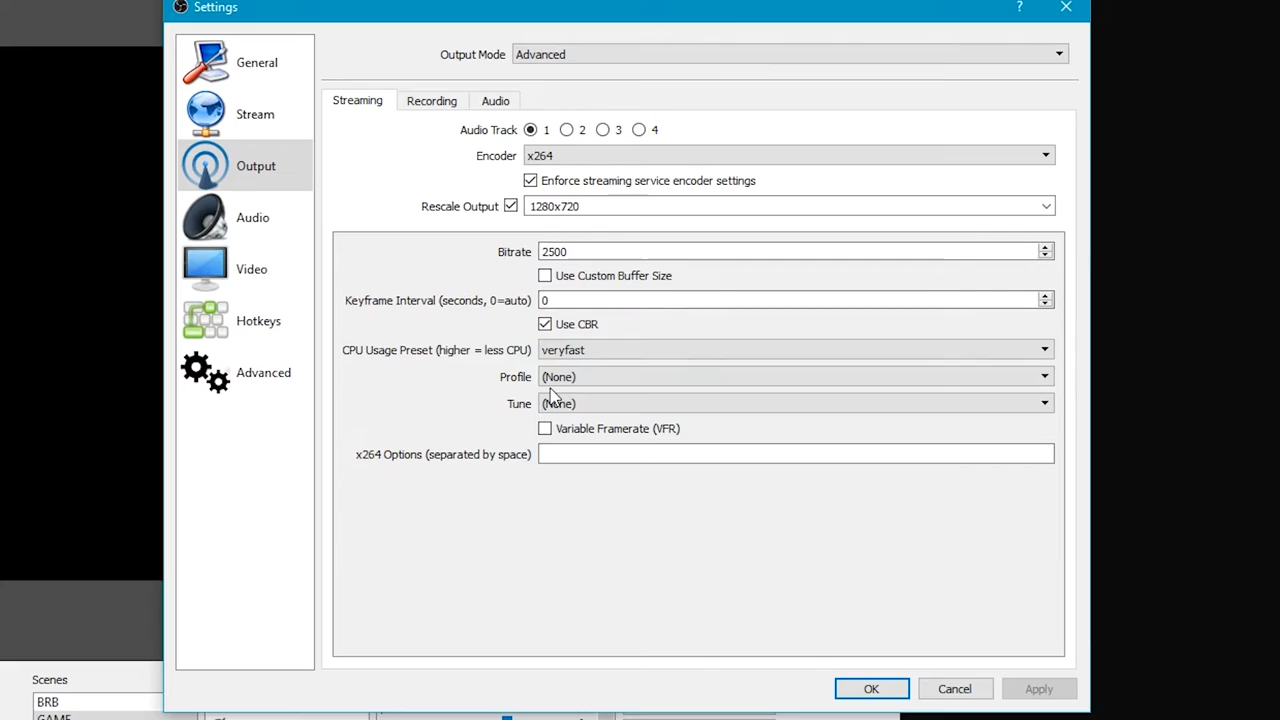 Settings
?
General
Stream
Output
Audio
Video
Hotkeys
Advanced
Output Mode Advanced
Streaming Recording Audio
Audio Track 1 2 3 4
Encoder x264
Enforce streaming service encoder settings
Rescale Output 1280x720
Bitrate 2500
Use Custom Buffer Size
Keyframe Interval (seconds, 0=auto) 0
Use CBR
CPU Usage Preset (higher = less CPU) veryfast
Profile (None)
Tune (None)
Variable Framerate (VFR)
x264 Options (separated by space)
OK Cancel Apply
Scenes
BRB
GAME